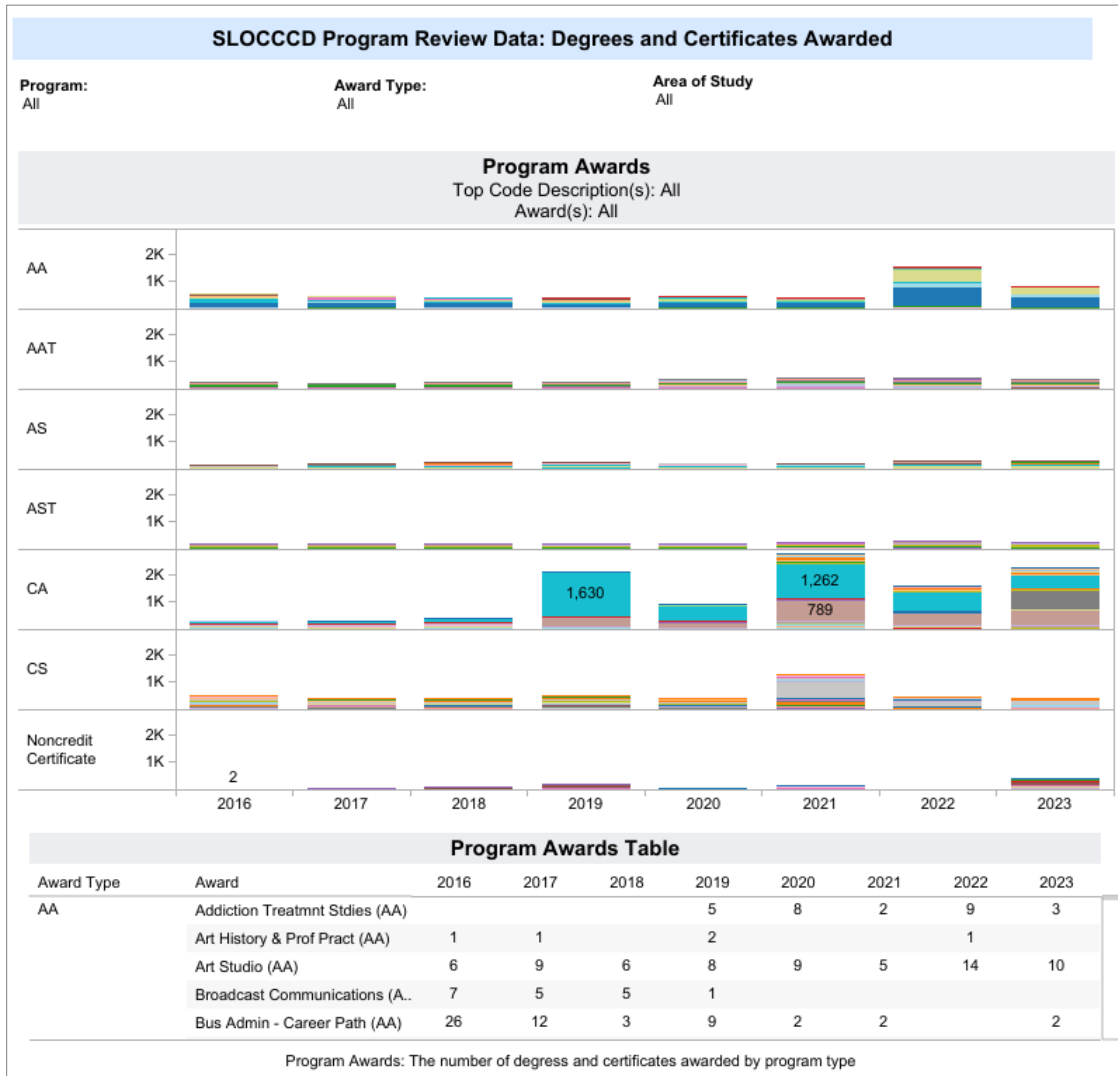 SLOCCCD Program Review Data: Degrees and Certificates Awarded
Program: Award Type: Area of Study
All All All
Program Awards
Top Code Description(s): All
Award(s): All
AA 2K 1K
AAT 2K 1K
AS 2K 1K
AST 2K 1K
CA 2K 1K 1,630 1,262 789
CS 2K 1K
Noncredit Certificate 2K 1K 2
2016 2017 2018 2019 2020 2021 2022 2023
Program Awards Table
Award Type Award 2016 2017 2018 2019 2020 2021 2022 2023
AA Addiction Treatmnt Stdies (AA) 5 8 2 9 3
Art History & Prof Pract (AA) 1 1 2 1
Art Studio (AA) 6 9 6 8 9 5 14 10
Broadcast Communications (A.. 7 5 5 1
Bus Admin - Career Path (AA) 26 12 3 9 2 2 2
Program Awards: The number of degress and certificates awarded by program type